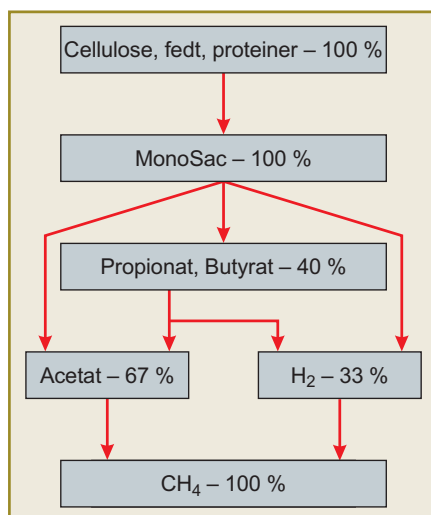 Cellulose, fedt, proteiner – 100 %
MonoSac – 100 %
Propionat, Butyrat – 40 %
Acetat – 67 %
H₂ – 33 %
CH₄ – 100 %